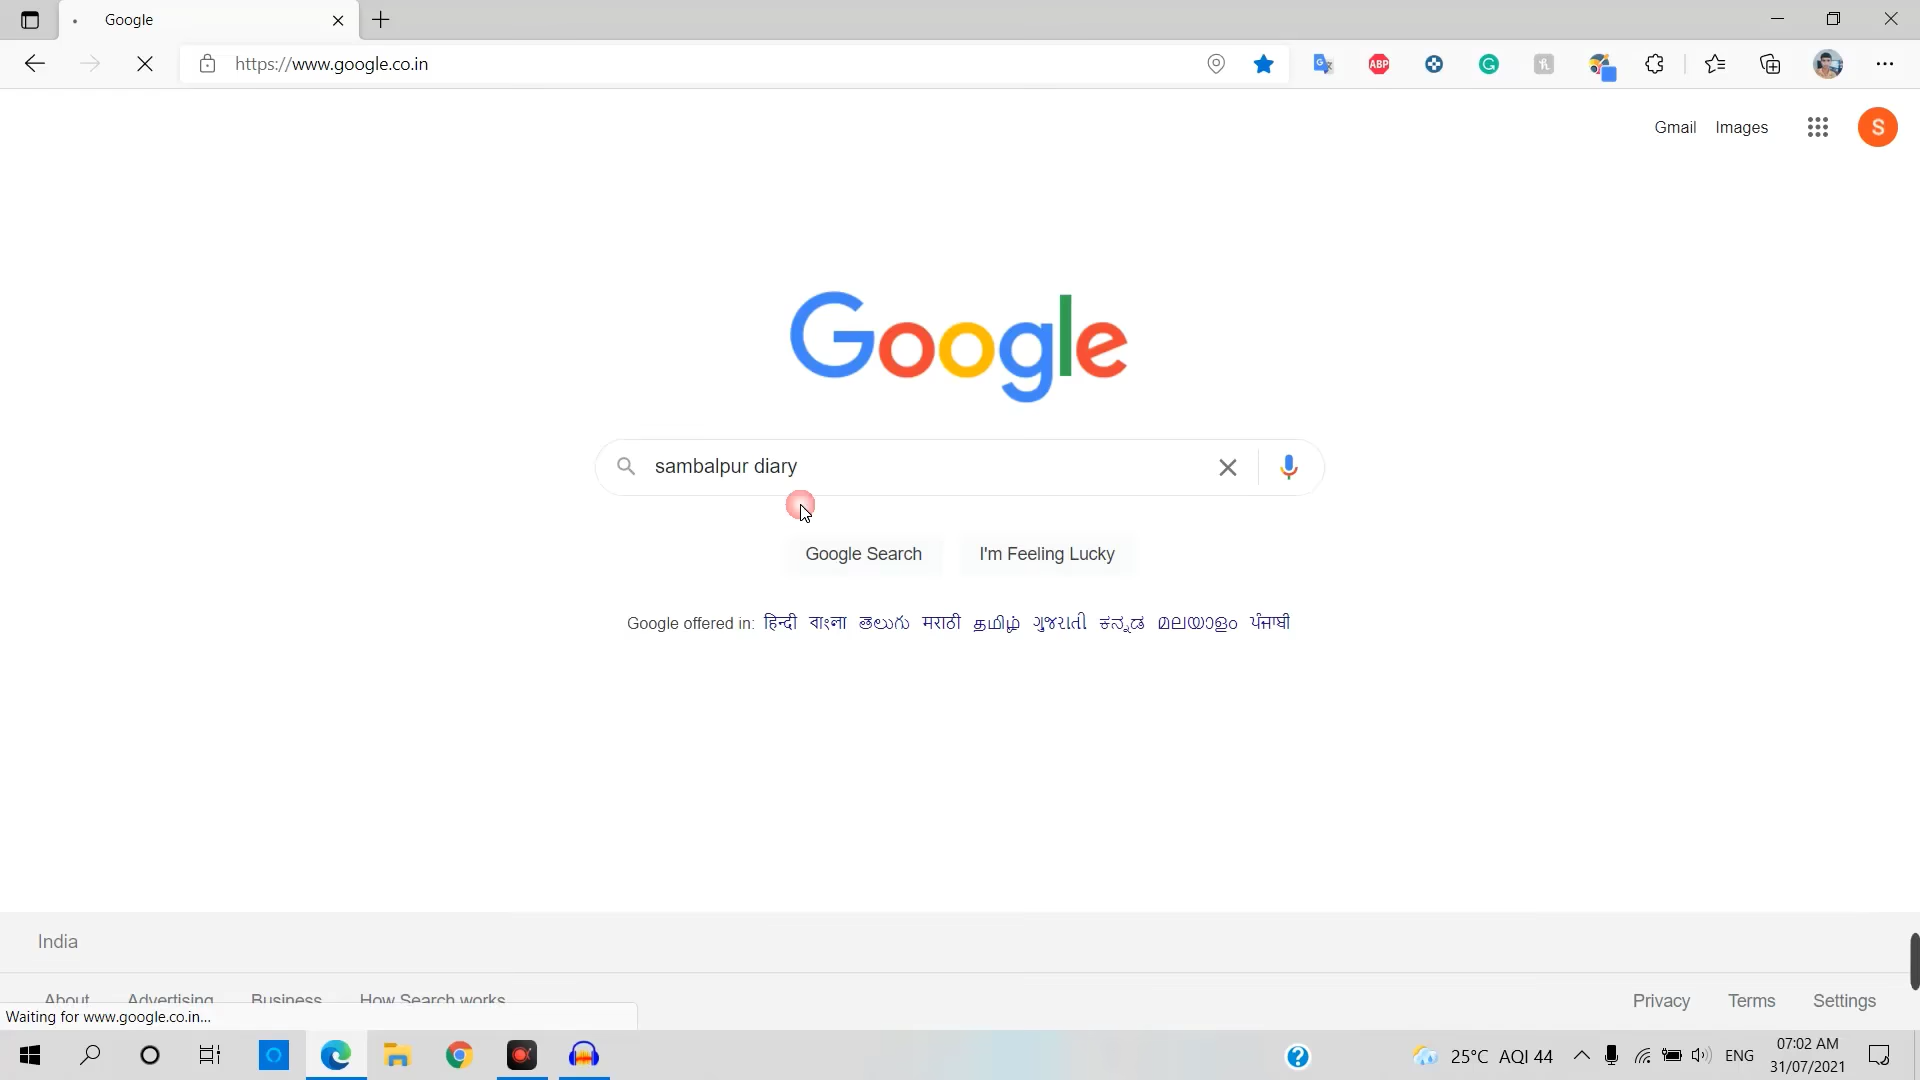 Google
https://www.google.co.in
ABP
Gmail Images
S
Google
sambalpur diary
Google Search I'm Feeling Lucky
Google offered in: हिन्दी বাংলা తెలుగు मराठी தமிழ் ગુજરાતી ಕನ್ನಡ മലയാളം ਪੰਜਾਬੀ
India
About Advertising Business How Search works
Privacy Terms Settings
Waiting for www.google.co.in...
25°C AQI 44 ENG 07:02 AM
31/07/2021